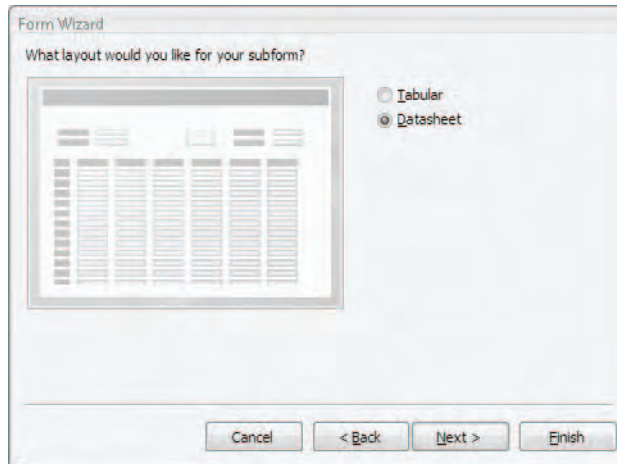 Form Wizard
What layout would you like for your subform?
Tabular
Datasheet
Cancel
< Back
Next >
Finish